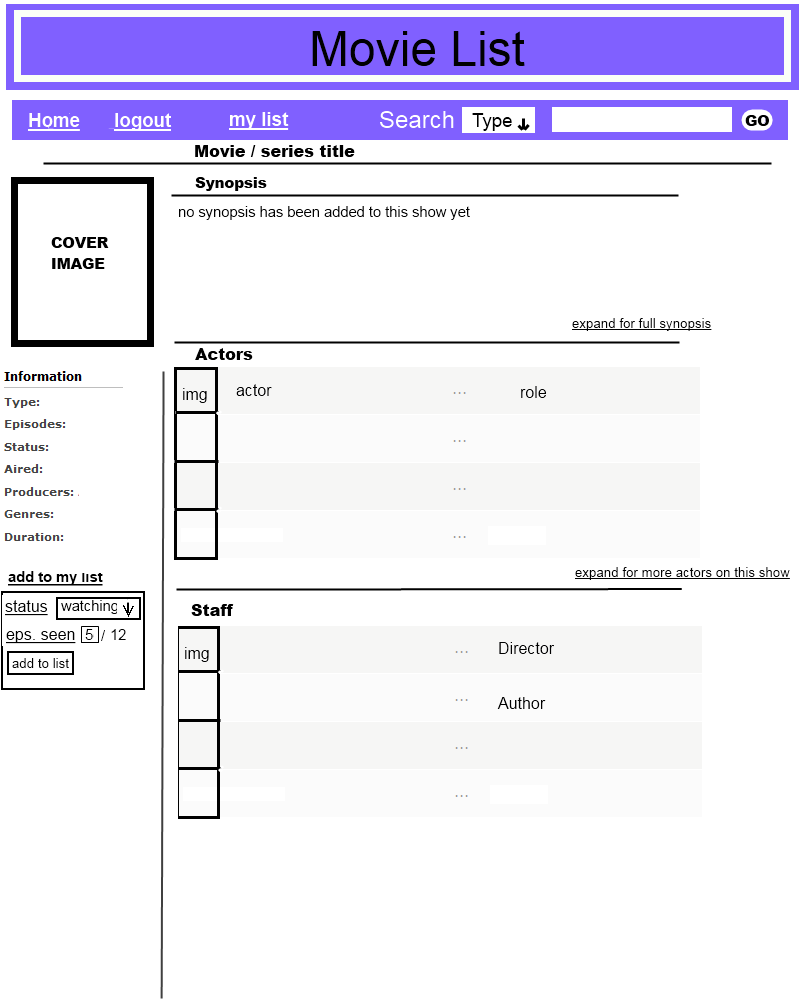 Movie List
Home logout my list Search Type GO
Movie / series title
Synopsis
no synopsis has been added to this show yet
COVER
IMAGE
expand for full synopsis
Actors
img actor ... role
...
...
...
expand for more actors on this show
Information
Type:
Episodes:
Status:
Aired:
Producers:
Genres:
Duration:
add to my list
status watching
eps. seen 5 / 12
add to list
Staff
img ... Director
... Author
...
...